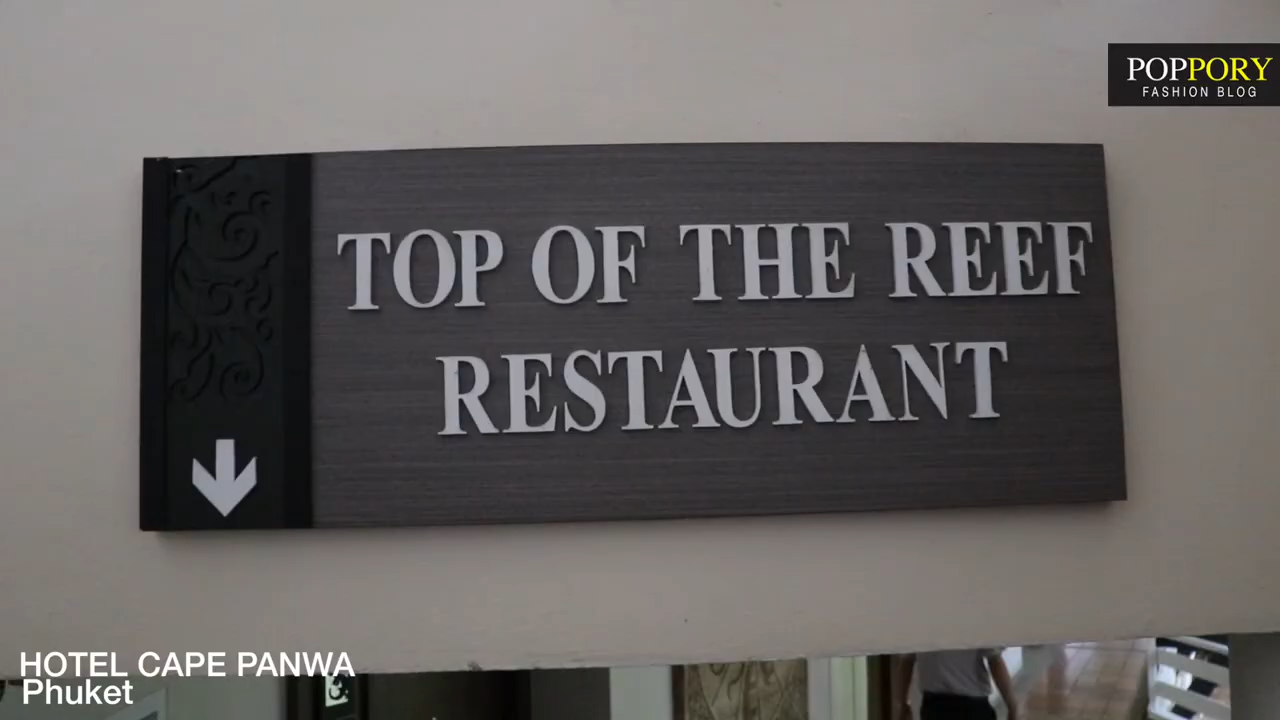 POPPORY
FASHION BLOG
TOP OF THE REEF
RESTAURANT
HOTEL CAPE PANWA
Phuket